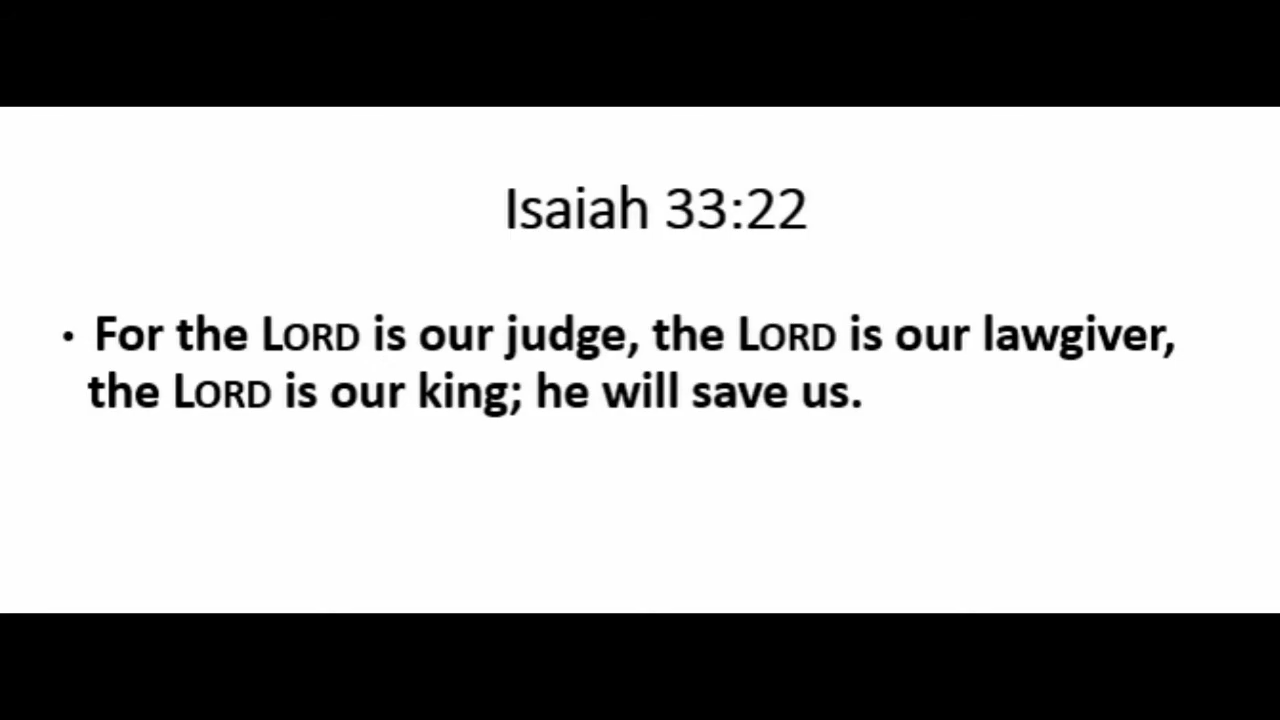 Isaiah 33:22
· For the LORD is our judge, the LORD is our lawgiver,
the LORD is our king; he will save us.